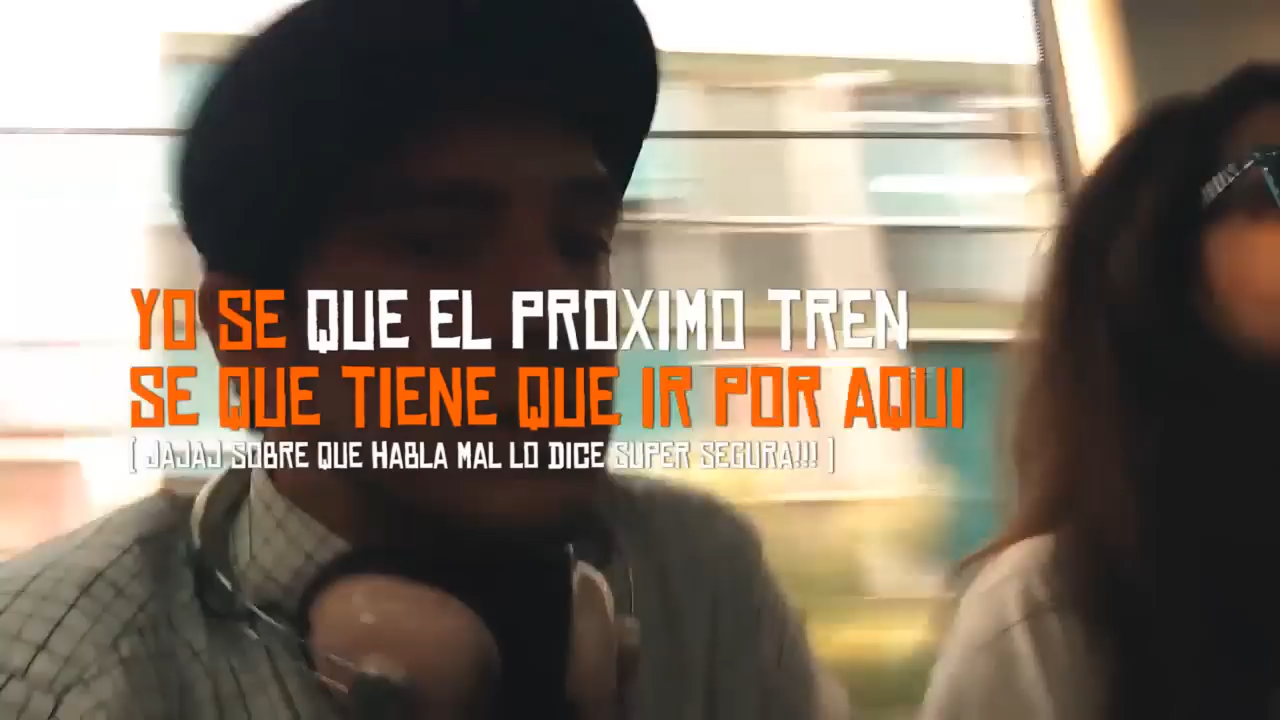 YO SE QUE EL PROXIMO TREN
SE QUE TIENE QUE IR POR AQUI
[ JAJAJ SOBRE QUE HABLA MAL LO DICE SUPER SEGURA!!! ]